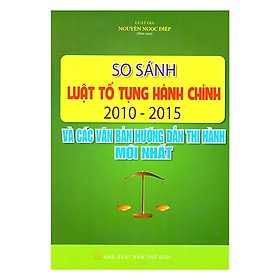 LUẬT GIA
NGUYỄN NGỌC ĐIỆP
(Biên soạn)
SO SÁNH
LUẬT TỐ TỤNG HÀNH CHÍNH
2010 - 2015
VÀ CÁC VĂN BẢN HƯỚNG DẪN THI HÀNH
MỚI NHẤT
NHÀ XUẤT BẢN THẾ GIỚI